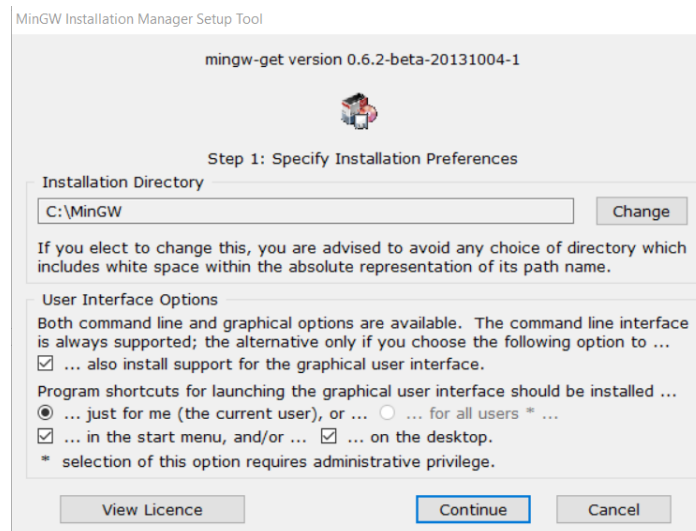 MinGW Installation Manager Setup Tool
mingw-get version 0.6.2-beta-20131004-1
Step 1: Specify Installation Preferences
Installation Directory
C:\MinGW
Change
If you elect to change this, you are advised to avoid any choice of directory which
includes white space within the absolute representation of its path name.
User Interface Options
Both command line and graphical options are available. The command line interface
is always supported; the alternative only if you choose the following option to ...
... also install support for the graphical user interface.
Program shortcuts for launching the graphical user interface should be installed ...
... just for me (the current user), or ... ... for all users * ...
... in the start menu, and/or ... ... on the desktop.
* selection of this option requires administrative privilege.
View Licence Continue Cancel